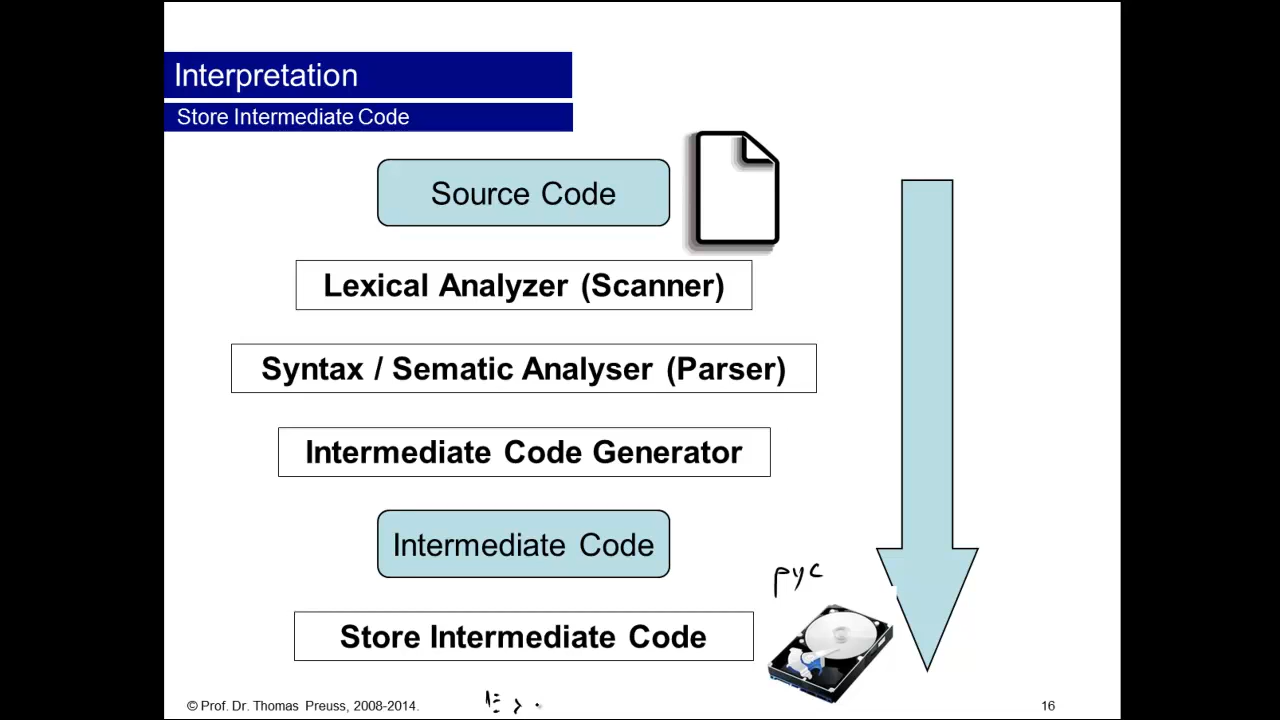 Interpretation
Store Intermediate Code
Source Code
Lexical Analyzer (Scanner)
Syntax / Sematic Analyser (Parser)
Intermediate Code Generator
Intermediate Code
pyc
Store Intermediate Code
© Prof. Dr. Thomas Preuss, 2008-2014.
16